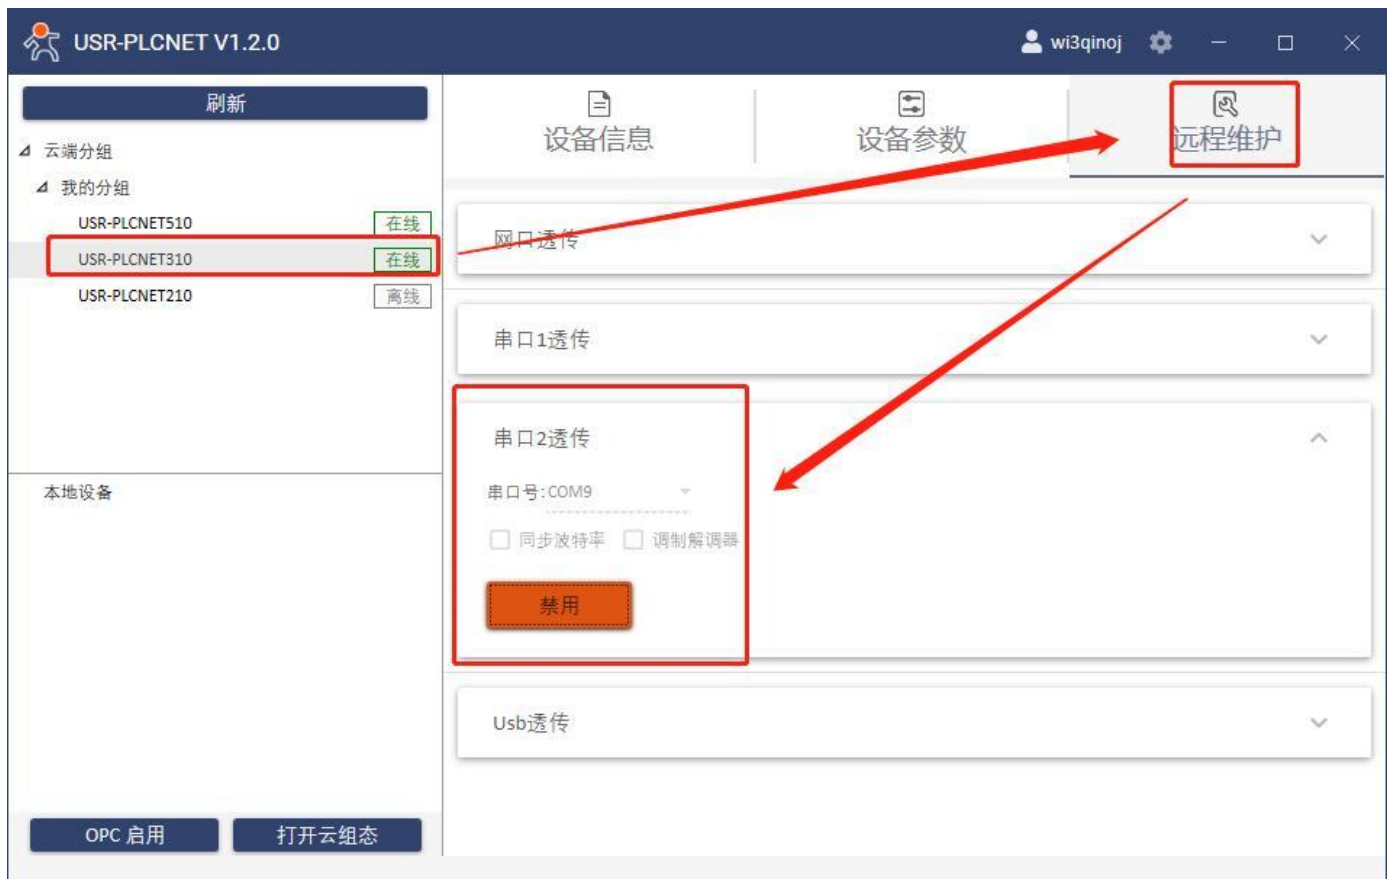 USR-PLCNET V1.2.0
wi3qinoj
刷新
云端分组
我的分组
USR-PLCNET510 在线
USR-PLCNET310 在线
USR-PLCNET210 离线
本地设备
OPC 启用 打开云组态
设备信息 设备参数 远程维护
网口透传
串口1透传
串口2透传
串口号:COM9
同步波特率 调制解调器
禁用
Usb透传